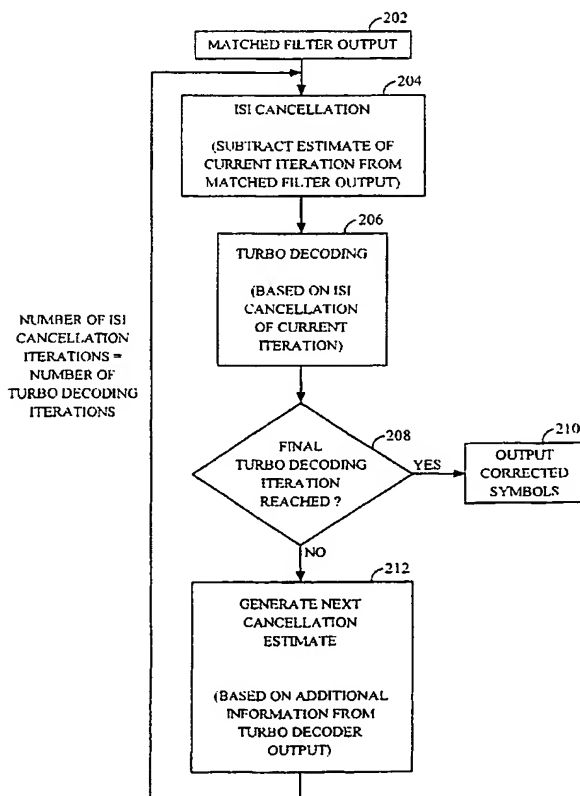 202
MATCHED FILTER OUTPUT
204
ISI CANCELLATION
(SUBTRACT ESTIMATE OF
CURRENT ITERATION FROM
MATCHED FILTER OUTPUT)
206
TURBO DECODING
(BASED ON ISI
CANCELLATION
OF CURRENT
ITERATION)
NUMBER OF ISI
CANCELLATION
ITERATIONS =
NUMBER OF
TURBO DECODING
ITERATIONS
208
FINAL
TURBO DECODING
ITERATION
REACHED ?
YES
210
OUTPUT
CORRECTED
SYMBOLS
NO
212
GENERATE NEXT
CANCELLATION
ESTIMATE
(BASED ON ADDITIONAL
INFORMATION FROM
TURBO DECODER
OUTPUT)